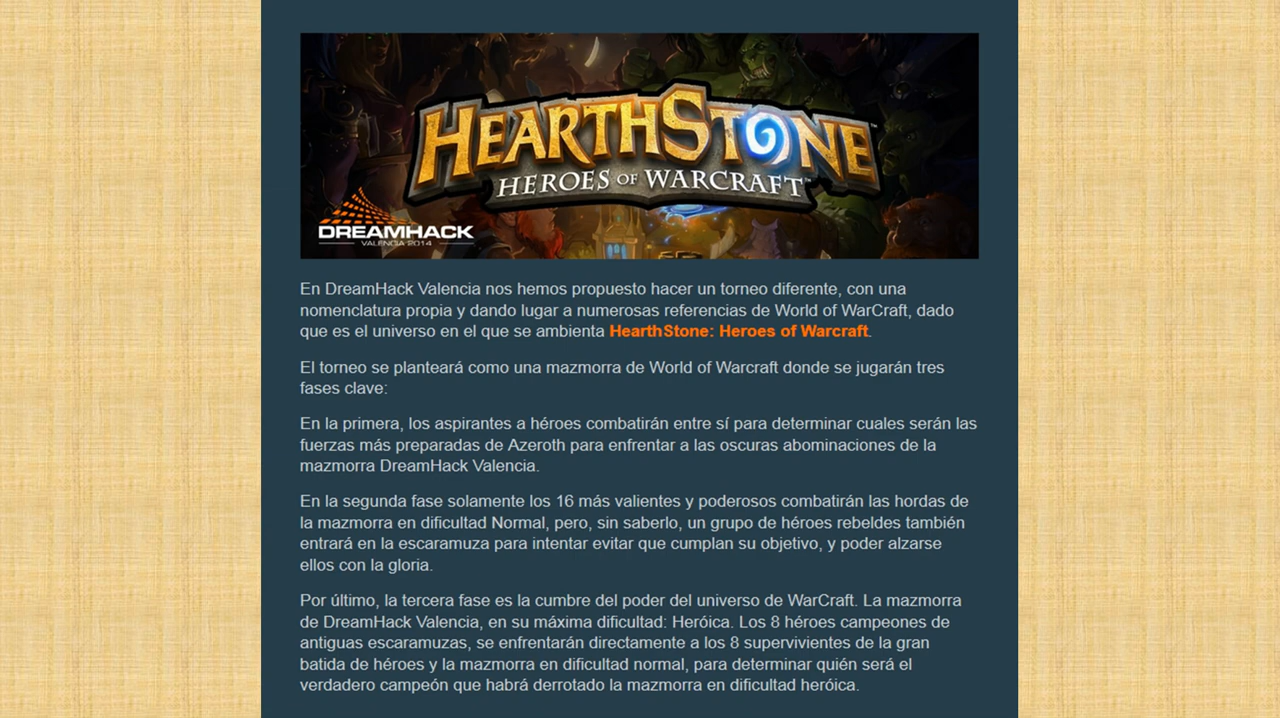 HEARTHSTONE™
HEROES OF WARCRAFT™
DREAMHACK
VALENCIA 2014
En DreamHack Valencia nos hemos propuesto hacer un torneo diferente, con una
nomenclatura propia y dando lugar a numerosas referencias de World of WarCraft, dado
que es el universo en el que se ambienta HearthStone: Heroes of Warcraft.
El torneo se planteará como una mazmorra de World of Warcraft donde se jugarán tres
fases clave:
En la primera, los aspirantes a héroes combatirán entre sí para determinar cuales serán las
fuerzas más preparadas de Azeroth para enfrentar a las oscuras abominaciones de la
mazmorra DreamHack Valencia.
En la segunda fase solamente los 16 más valientes y poderosos combatirán las hordas de
la mazmorra en dificultad Normal, pero, sin saberlo, un grupo de héroes rebeldes también
entrará en la escaramuza para intentar evitar que cumplan su objetivo, y poder alzarse
ellos con la gloria.
Por último, la tercera fase es la cumbre del poder del universo de WarCraft. La mazmorra
de DreamHack Valencia, en su máxima dificultad: Heróica. Los 8 héroes campeones de
antiguas escaramuzas, se enfrentarán directamente a los 8 supervivientes de la gran
batida de héroes y la mazmorra en dificultad normal, para determinar quién será el
verdadero campeón que habrá derrotado la mazmorra en dificultad heróica.